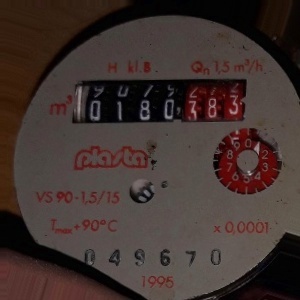 H kl.B Qn 1,5 m³/h
m³ 0180 383
plasta
VS 90-1,5/15
Tmax +90°C x 0,0001
049670
1995